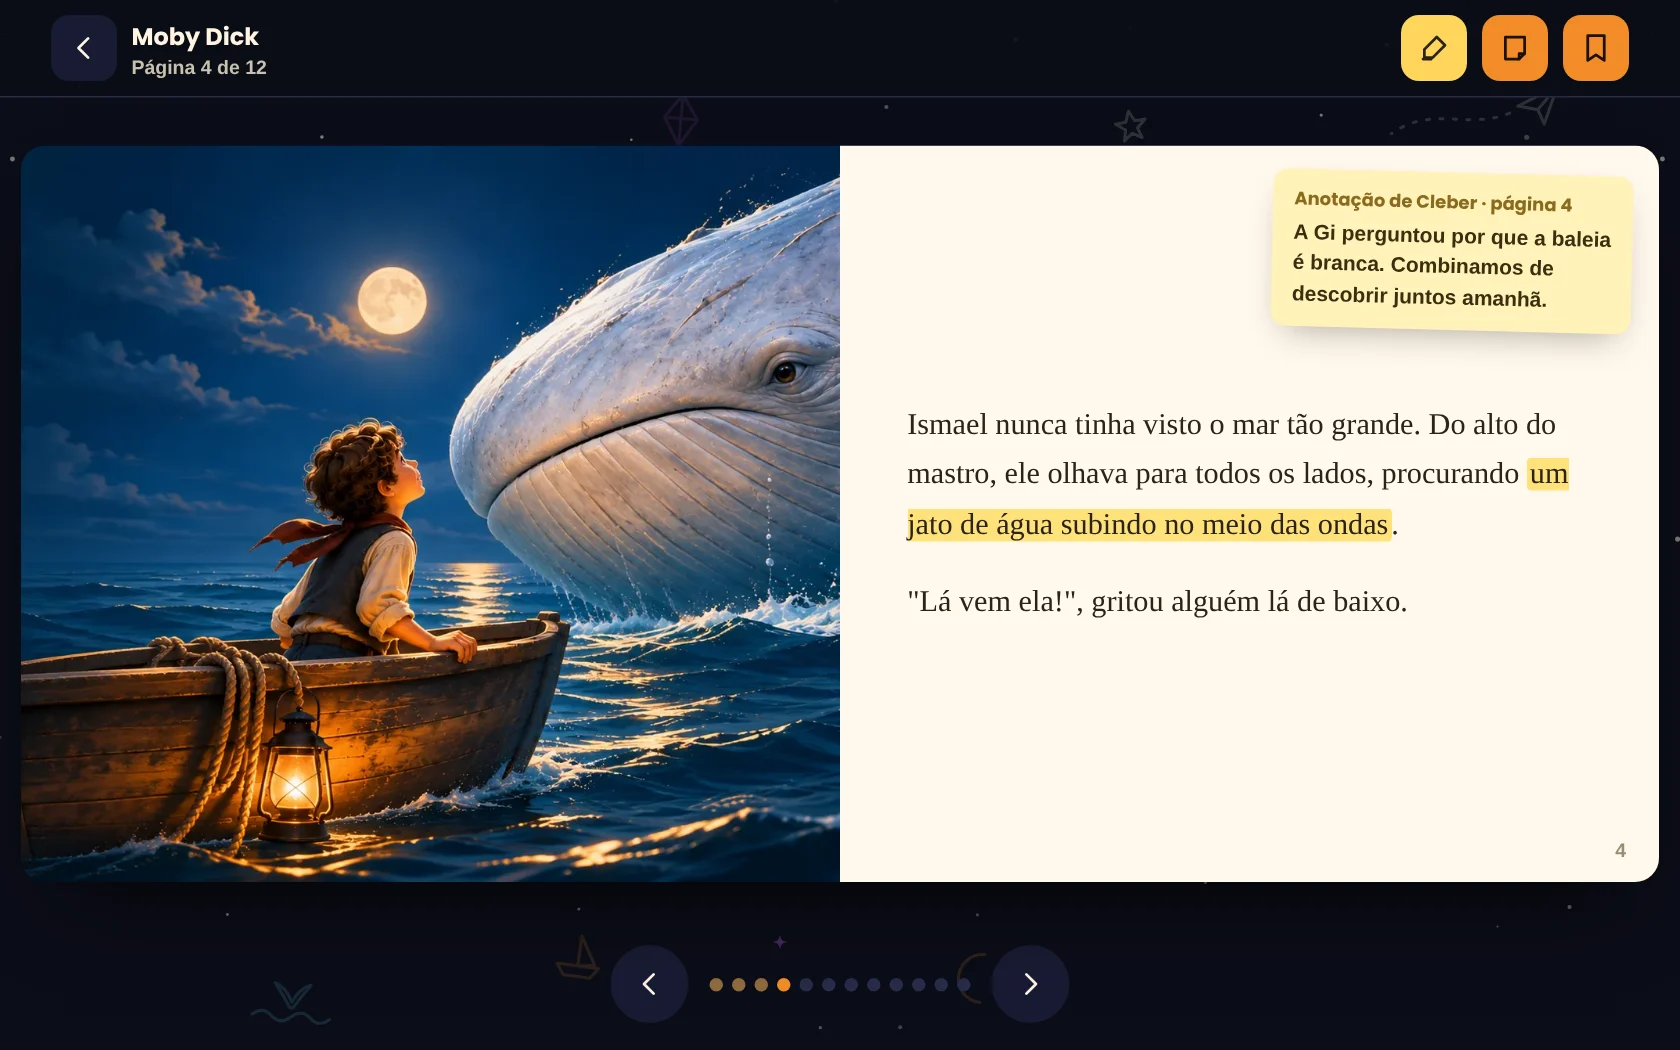 Moby Dick
Página 4 de 12
Anotação de Cleber · página 4
A Gi perguntou por que a baleia
é branca. Combinamos de
descobrir juntos amanhã.
Ismael nunca tinha visto o mar tão grande. Do alto do
mastro, ele olhava para todos os lados, procurando um
jato de água subindo no meio das ondas.
"Lá vem ela!", gritou alguém lá de baixo.
4